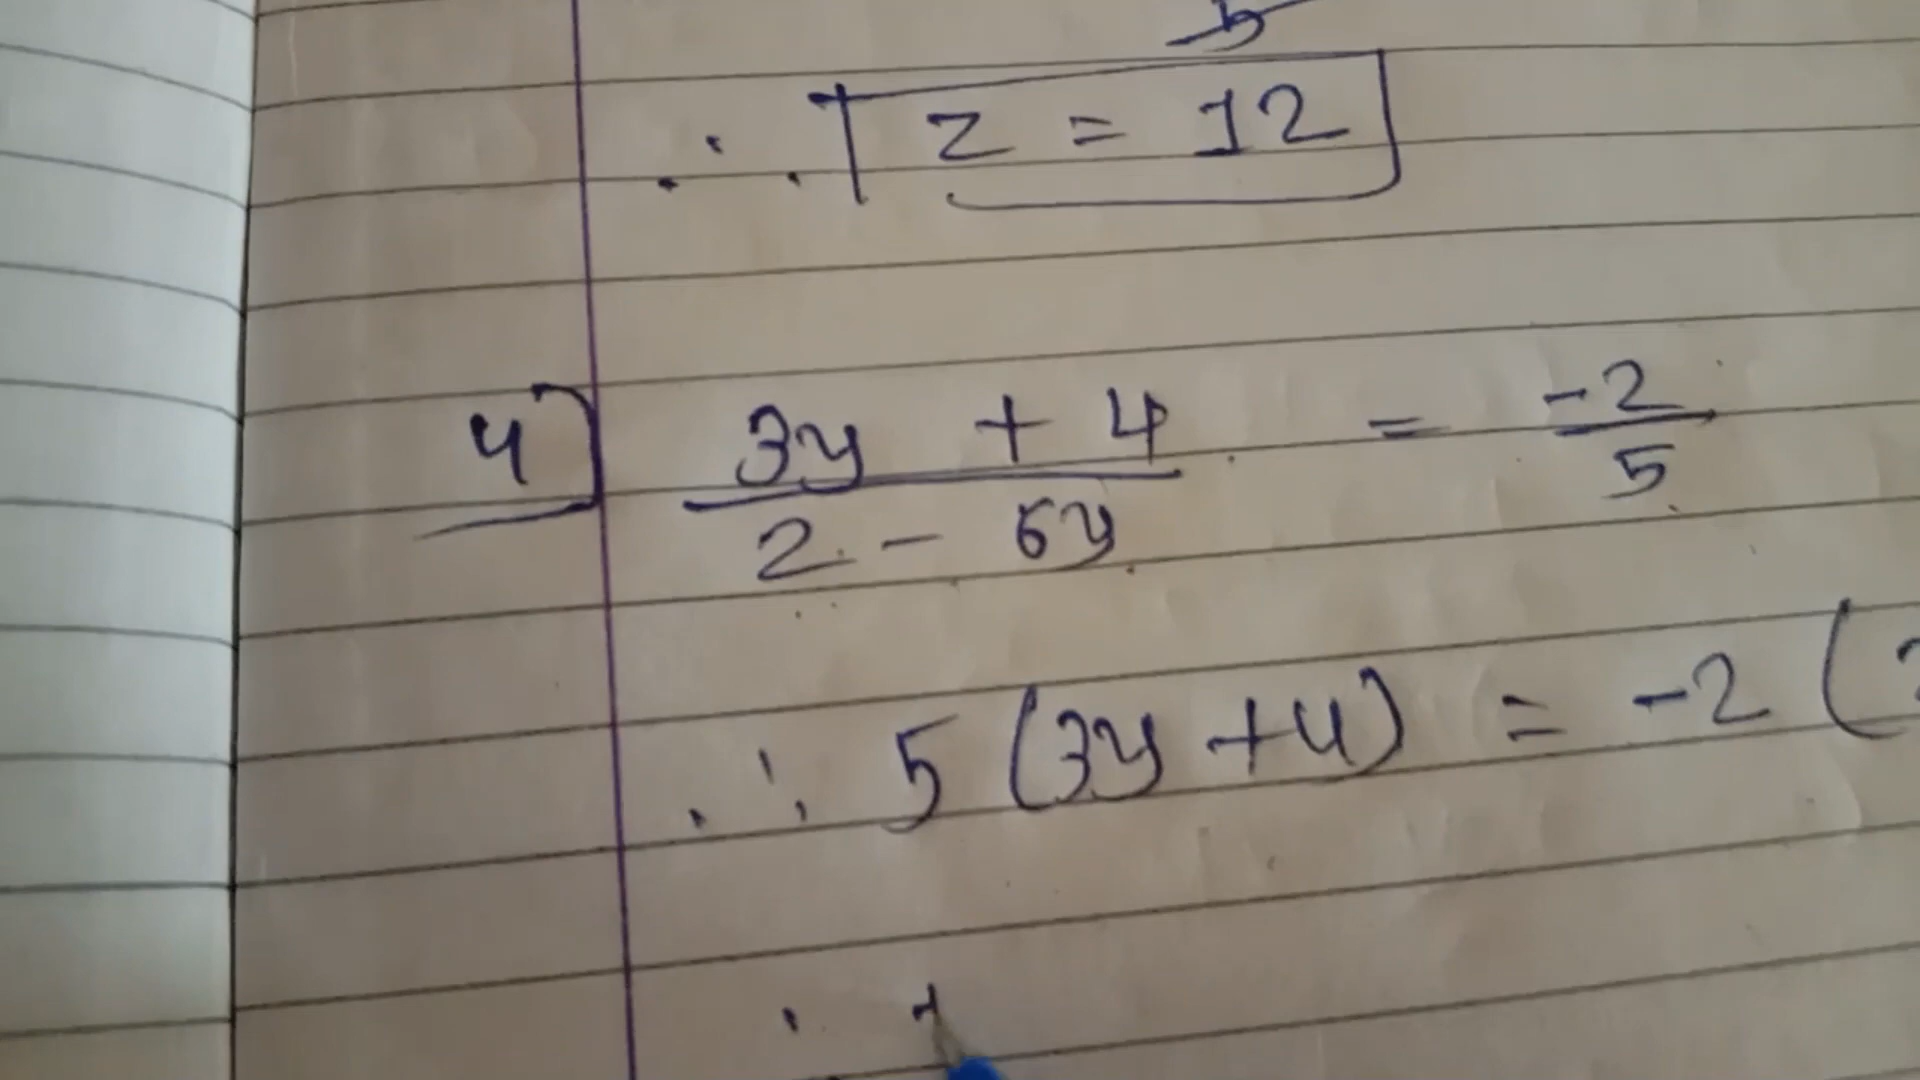 ∴ z = 12
4) 3y + 4 = -2
2 - 6y 5
∴ 5 (3y + 4) = -2 (